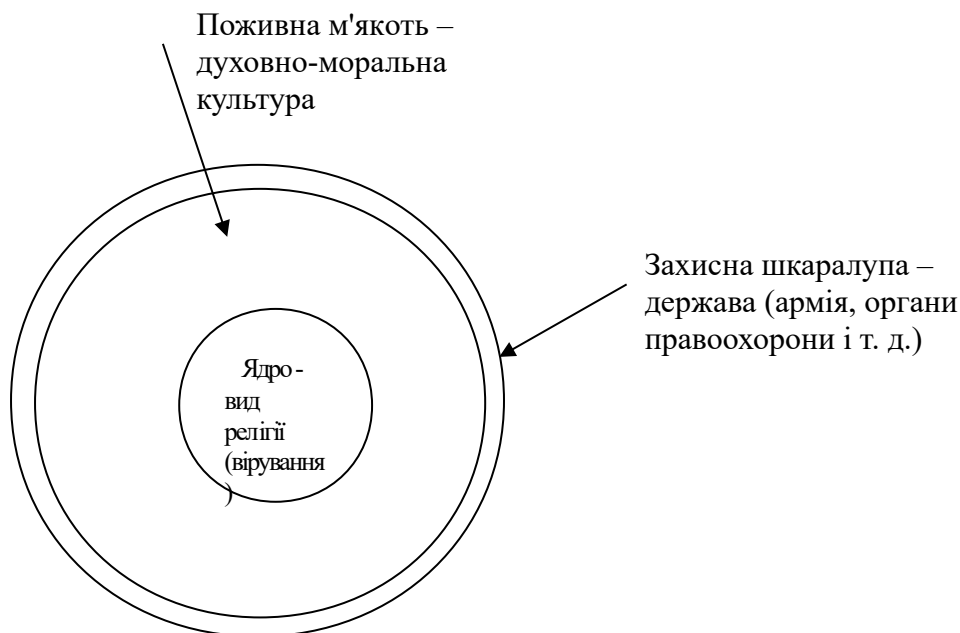 Поживна м'якоть –
духовно-моральна
культура
Захисна шкаралупа –
держава (армія, органи
правоохорони і т. д.)
Ядро -
вид
релігії
(вірування
)